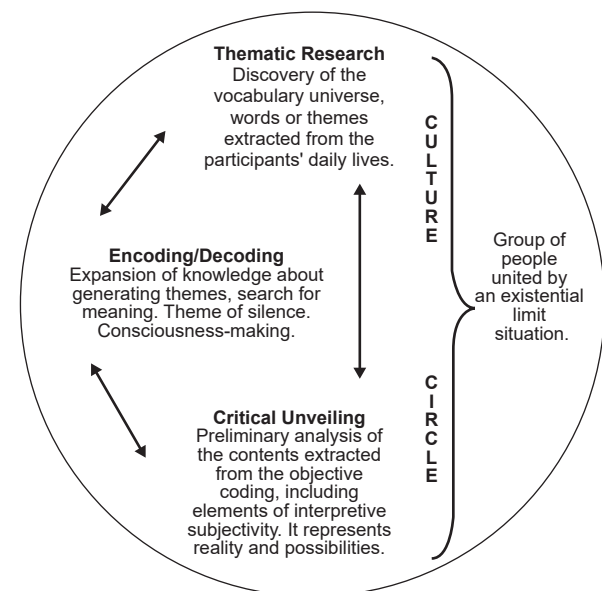 Thematic Research
Discovery of the
vocabulary universe,
words or themes
extracted from the
participants' daily lives.
Encoding/Decoding
Expansion of knowledge about
generating themes, search for
meaning. Theme of silence.
Consciousness-making.
Critical Unveiling
Preliminary analysis of
the contents extracted
from the objective
coding, including
elements of interpretive
subjectivity. It represents
reality and possibilities.
CULTURE
CIRCLE
Group of
people
united by
an existential
limit
situation.